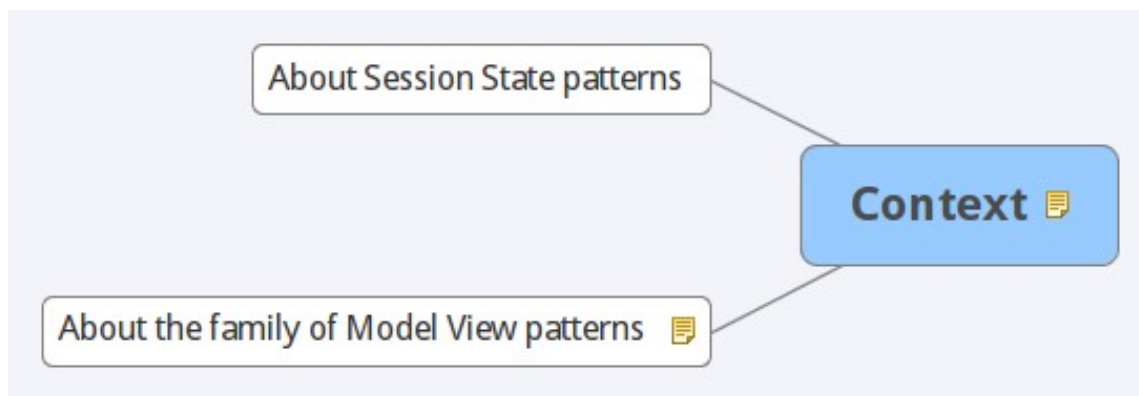 About Session State patterns
Context
About the family of Model View patterns